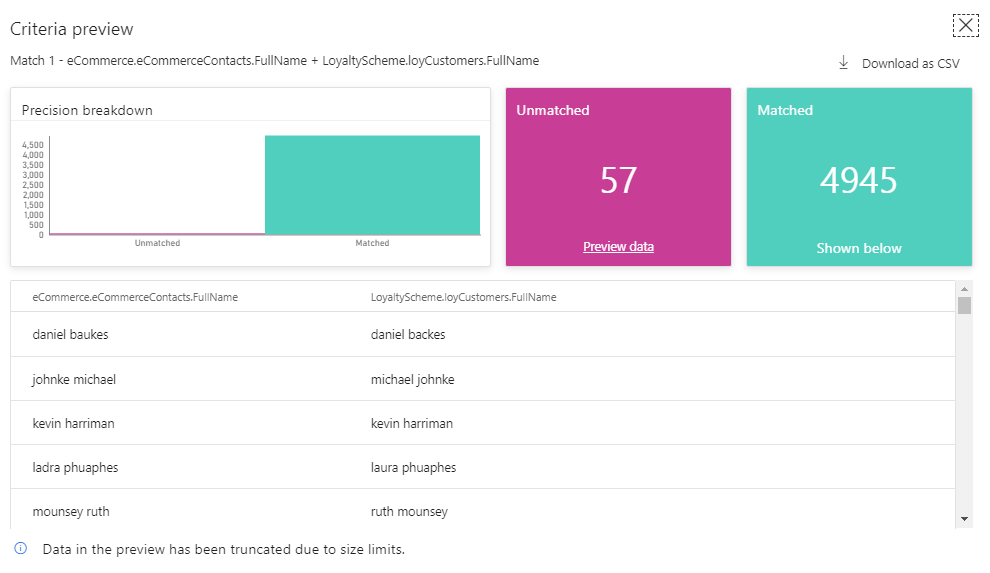 Criteria preview
Match 1 - eCommerce.eCommerceContacts.FullName + LoyaltyScheme.loyCustomers.FullName
Download as CSV
Precision breakdown
4,500
4,000
3,500
3,000
2,500
2,000
1,500
1,000
500
0
Unmatched
Matched
Unmatched
57
Preview data
Matched
4945
Shown below
eCommerce.eCommerceContacts.FullName LoyaltyScheme.loyCustomers.FullName
daniel baukes daniel backes
johnke michael michael johnke
kevin harriman kevin harriman
ladra phuaphes laura phuaphes
mounsey ruth ruth mounsey
Data in the preview has been truncated due to size limits.